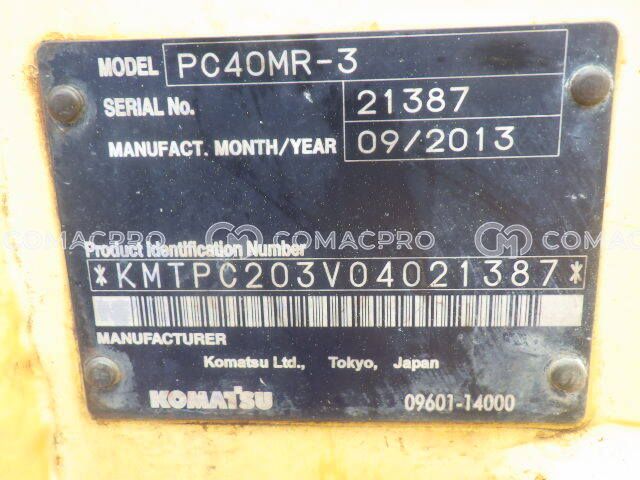 MODEL PC40MR-3
SERIAL No. 21387
MANUFACT. MONTH/YEAR 09/2013
COMACPRO COMACPRO COMACPRO
Product Identification Number
*KMTPC203V04021387*
MANUFACTURER
Komatsu Ltd., Tokyo, Japan
KOMATSU 09601-14000